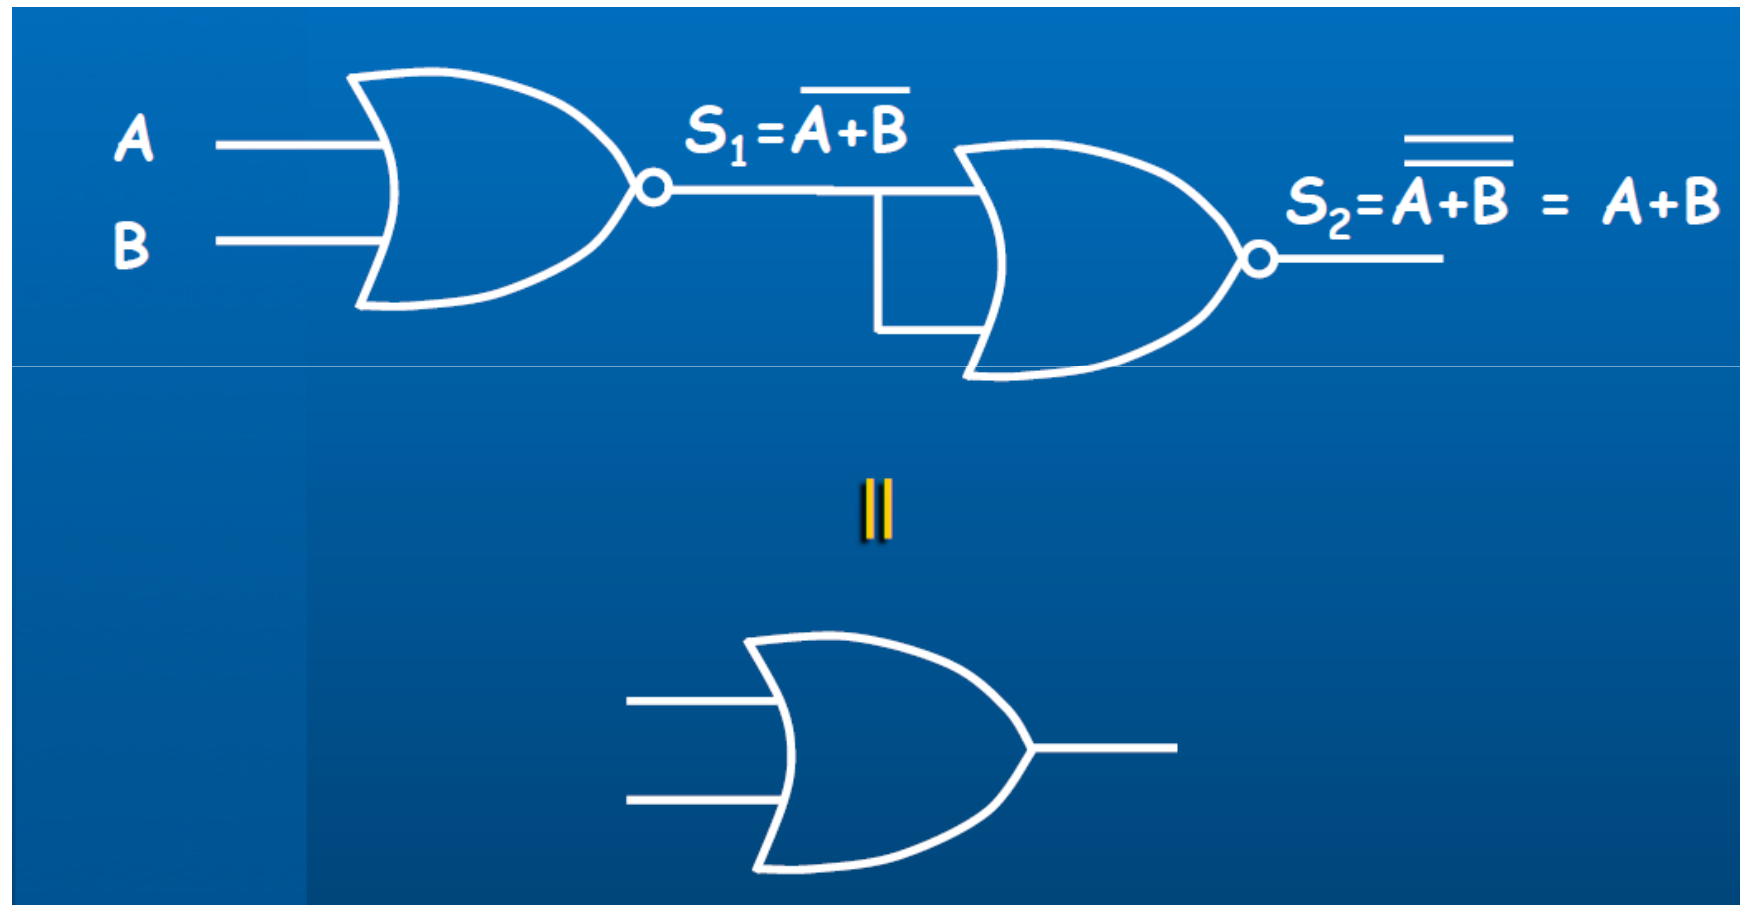 A
B
S₁=A̅+̅B̅
S₂=A̿+̿B̿ = A+B
=